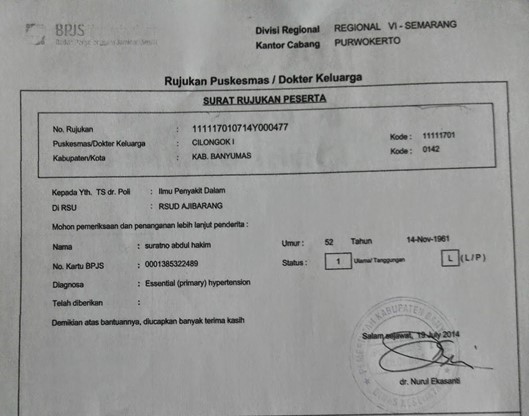 BPJS
Divisi Regional REGIONAL VI - SEMARANG
Kantor Cabang PURWOKERTO
Rujukan Puskesmas / Dokter Keluarga
SURAT RUJUKAN PESERTA
No. Rujukan : 111117010714Y000477
Puskesmas/Dokter Keluarga : CILONGOK I Kode : 11111701
Kabupaten/Kota : KAB. BANYUMAS Kode : 0142
Kepada Yth. TS dr. Poli : Ilmu Penyakit Dalam
Di RSU : RSUD AJIBARANG
Mohon pemeriksaan dan penanganan lebih lanjut penderita :
Nama : suratno abdul hakim Umur : 52 Tahun 14-Nov-1961
No. Kartu BPJS : 0001385322489 Status : 1 Utama/Tanggungan L (L/P)
Diagnosa : Essential (primary) hypertension
Telah diberikan :
Demikian atas bantuannya, diucapkan banyak terima kasih
Salam sejawat, 19 July 2014
dr. Nurul Ekasanti